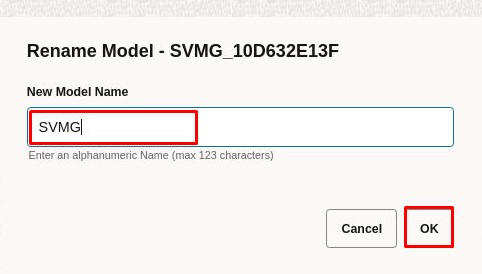 Rename Model - SVMG_10D632E13F
New Model Name
SVMG
Enter an alphanumeric Name (max 123 characters)
Cancel OK